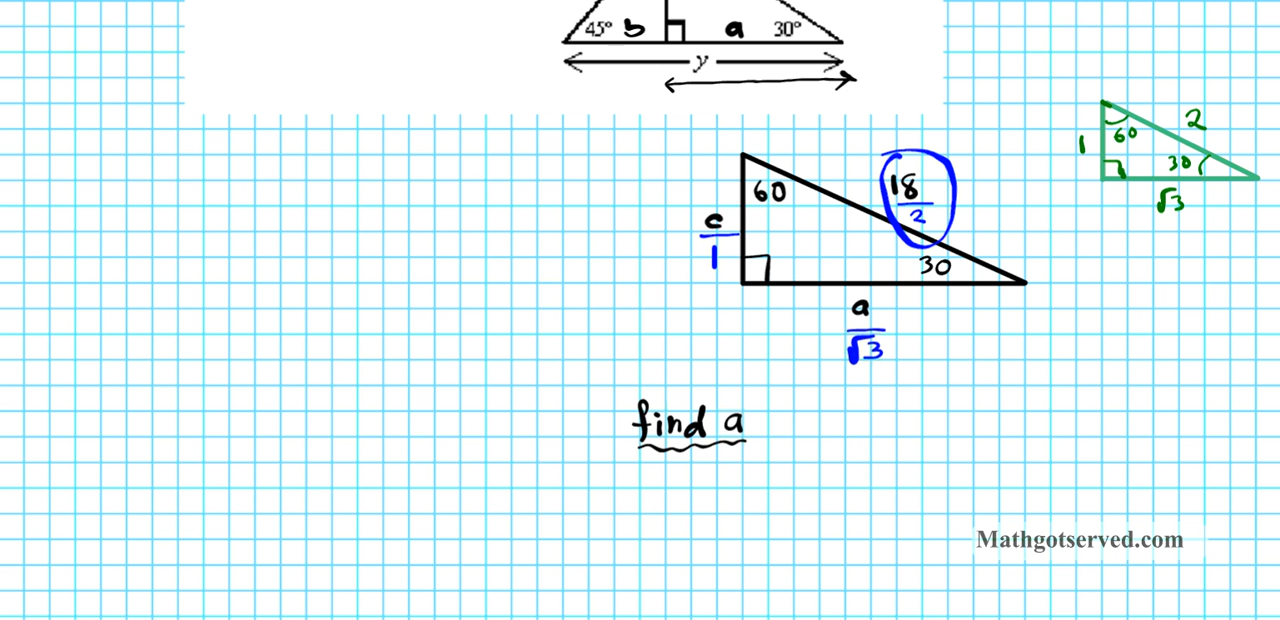 45° b a 30°
y
60
18
2
c
1
30
a
√3
1
60
2
30
√3
find a
Mathgotserved.com